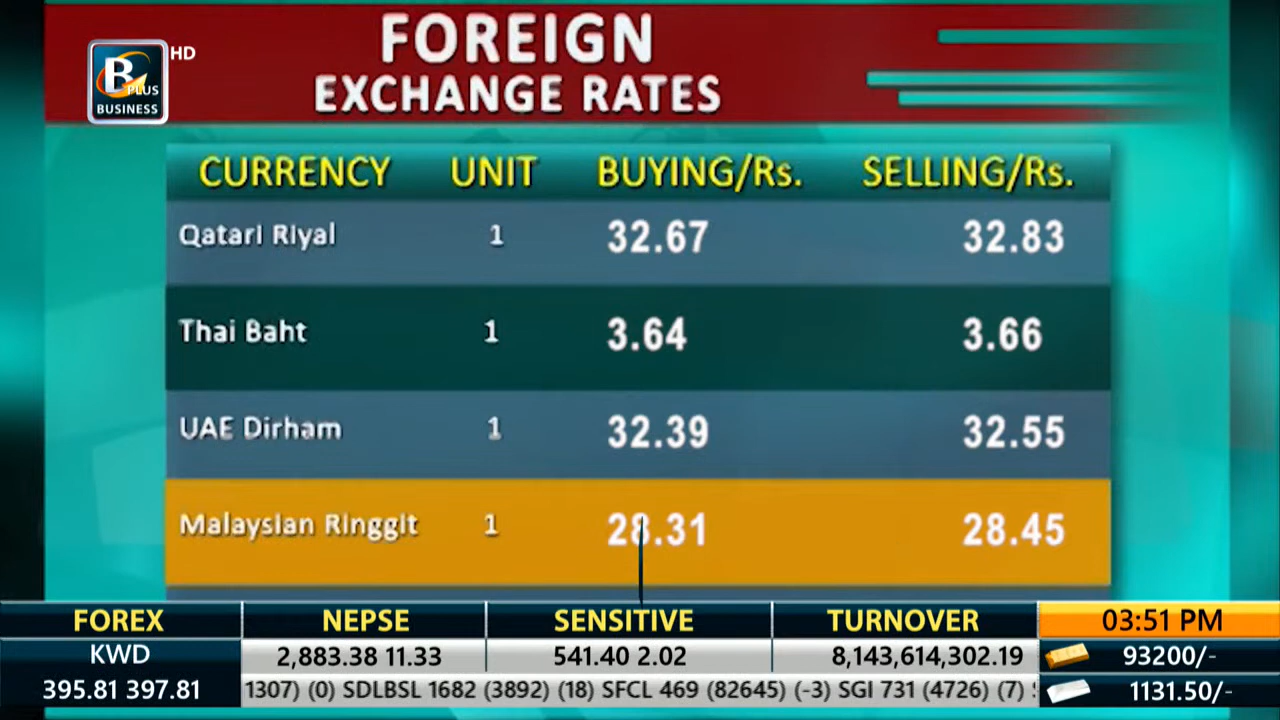 HD
B
PLUS
BUSINESS
FOREIGN
EXCHANGE RATES
CURRENCY UNIT BUYING/Rs. SELLING/Rs.
Qatari Riyal 1 32.67 32.83
Thai Baht 1 3.64 3.66
UAE Dirham 1 32.39 32.55
Malaysian Ringgit 1 28.31 28.45
FOREX NEPSE SENSITIVE TURNOVER 03:51 PM
KWD 2,883.38 11.33 541.40 2.02 8,143,614,302.19 93200/-
395.81 397.81 1307) (0) SDLBSL 1682 (3892) (18) SFCL 469 (82645) (-3) SGI 731 (4726) (7) 1131.50/-